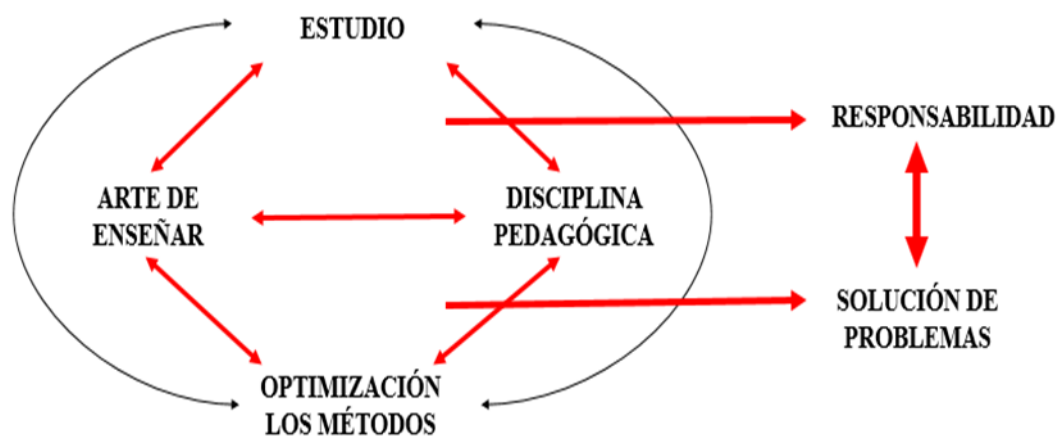 ESTUDIO
RESPONSABILIDAD
ARTE DE
ENSEÑAR
DISCIPLINA
PEDAGÓGICA
SOLUCIÓN DE
PROBLEMAS
OPTIMIZACIÓN
LOS MÉTODOS